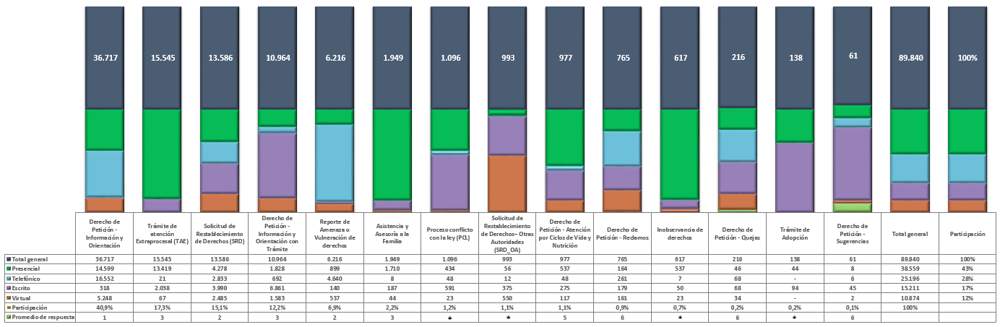 36.717 15.545 13.586 10.964 6.216 1.949 1.096 993 977 765 617 216 138 61 89.840 100%
Derecho de Petición - Información y Orientación
Trámite de atención Extraprocesal (TAE)
Solicitud de Restablecimiento de Derechos (SRD)
Derecho de Petición - Información y Orientación con Trámite
Reporte de Amenaza o Vulneración de derechos
Asistencia y Asesoría a la Familia
Proceso conflicto con la ley (PCL)
Solicitud de Restablecimiento de Derechos– Otras Autoridades (SRD_OA)
Derecho de Petición - Atención por Ciclos de Vida y Nutrición
Derecho de Petición - Reclamos
Inobservancia de derechos
Derecho de Petición - Quejas
Trámite de Adopción
Derecho de Petición - Sugerencias
Total general
Participación
Total general 36.717 15.545 13.586 10.964 6.216 1.949 1.096 993 977 765 617 216 138 61 89.840 100%
Presencial 14.599 13.419 4.278 1.828 899 1.710 434 56 537 164 537 46 44 8 38.559 43%
Telefónico 16.552 21 2.833 692 4.640 8 48 12 48 261 7 68 - 6 25.196 28%
Escrito 318 2.038 3.990 6.861 140 187 591 375 275 179 50 68 94 45 15.211 17%
Virtual 5.248 67 2.485 1.583 537 44 23 550 117 161 23 34 - 2 10.874 12%
Participación 40,9% 17,3% 15,1% 12,2% 6,9% 2,2% 1,2% 1,1% 1,1% 0,9% 0,7% 0,2% 0,2% 0,1% 100%
Promedio de respuesta 1 3 2 3 2 3 * * 5 6 * 6 * 6